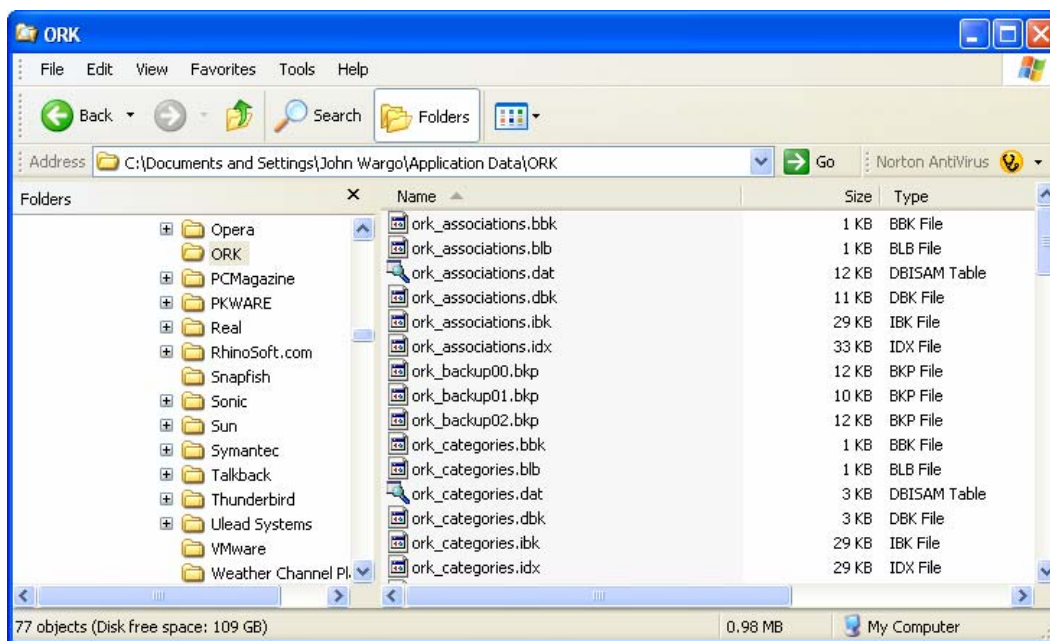 ORK
File Edit View Favorites Tools Help
Back Search Folders
Address C:\Documents and Settings\John Wargo\Application Data\ORK Go Norton AntiVirus
Folders
Opera
ORK
PCMagazine
PKWARE
Real
RhinoSoft.com
Snapfish
Sonic
Sun
Symantec
Talkback
Thunderbird
Ulead Systems
VMware
Weather Channel Pl
Name Size Type
ork_associations.bbk 1 KB BBK File
ork_associations.blb 1 KB BLB File
ork_associations.dat 12 KB DBISAM Table
ork_associations.dbk 11 KB DBK File
ork_associations.ibk 29 KB IBK File
ork_associations.idx 33 KB IDX File
ork_backup00.bkp 12 KB BKP File
ork_backup01.bkp 10 KB BKP File
ork_backup02.bkp 12 KB BKP File
ork_categories.bbk 1 KB BBK File
ork_categories.blb 1 KB BLB File
ork_categories.dat 3 KB DBISAM Table
ork_categories.dbk 3 KB DBK File
ork_categories.ibk 29 KB IBK File
ork_categories.idx 29 KB IDX File
77 objects (Disk free space: 109 GB) 0.98 MB My Computer